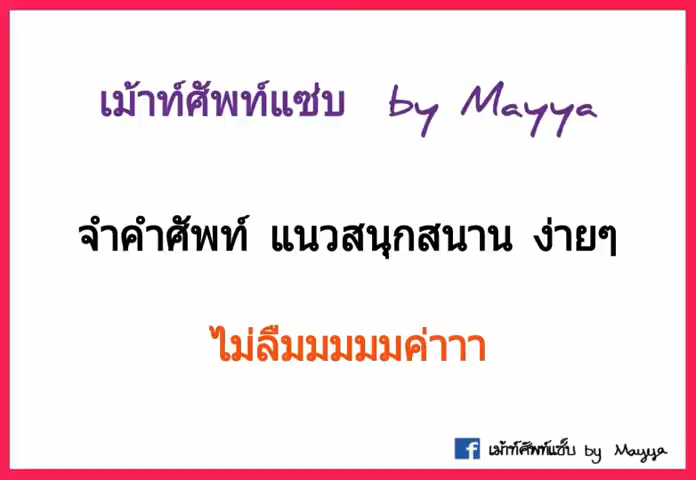 เม้าท์ศัพท์แซ่บ by Mayya
จำคำศัพท์ แนวสนุกสนาน ง่ายๆ
ไม่ลืมมมมมมค่าาา
เม้าท์ศัพท์แซ็บ by Mayya